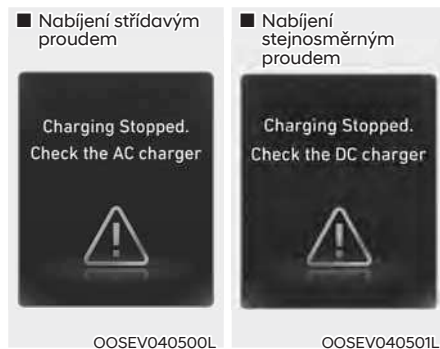 ■ Nabíjení střídavým
proudem
Charging Stopped.
Check the AC charger
OOSEV040500L
■ Nabíjení
stejnosměrným
proudem
Charging Stopped.
Check the DC charger
OOSEV040501L